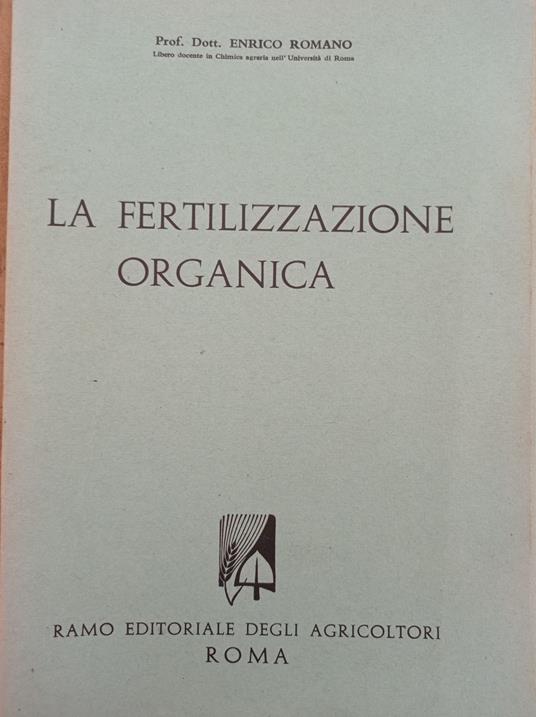 Prof. Dott. ENRICO ROMANO
Libero docente in Chimica agraria nell'Università di Roma
LA FERTILIZZAZIONE
ORGANICA
RAMO EDITORIALE DEGLI AGRICOLTORI
ROMA